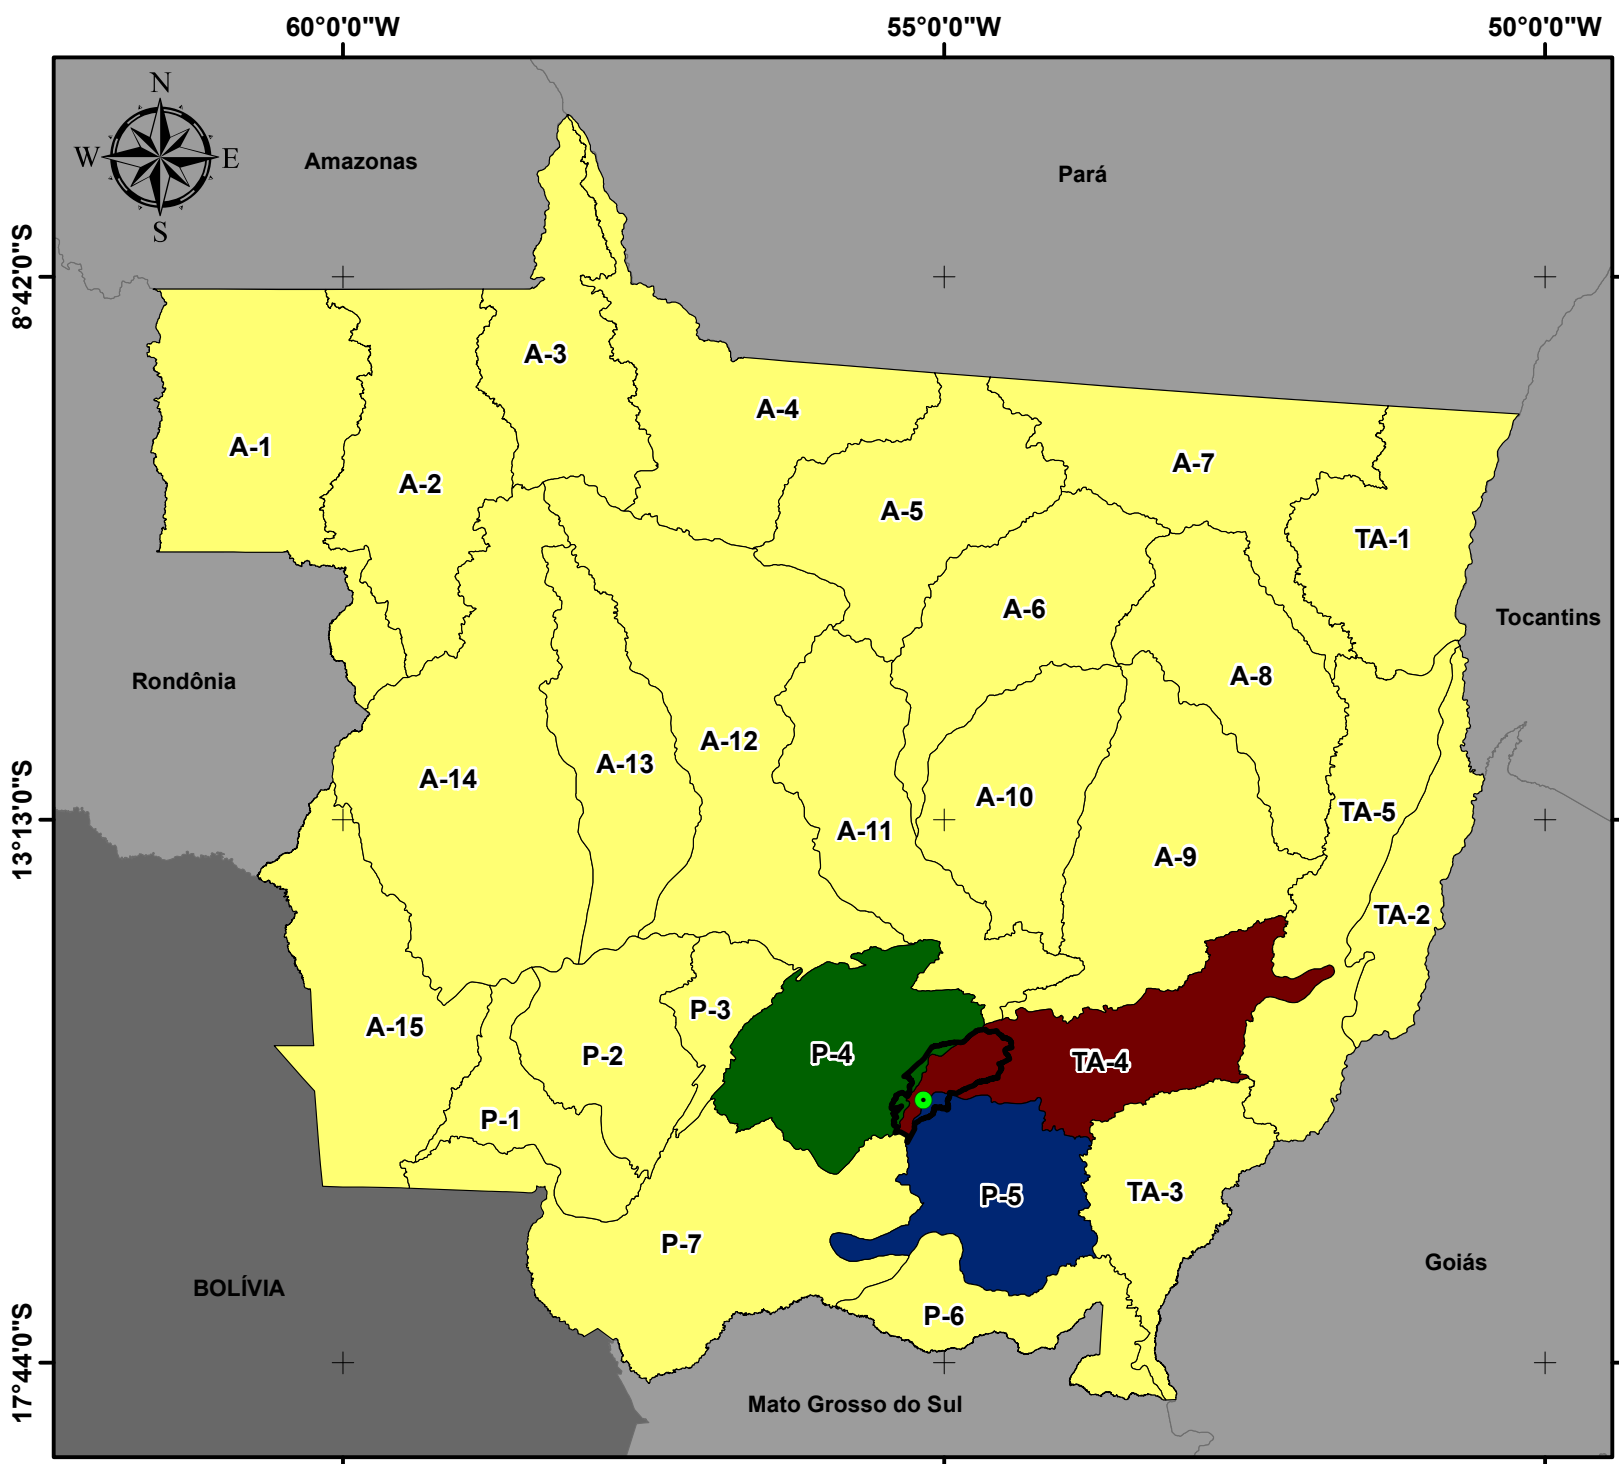 60°0'0"W
55°0'0"W
50°0'0"W
N
W
E
S
Amazonas
Pará
8°42'0"S
A-3
A-4
A-1
A-7
A-2
A-5
TA-1
A-6
Tocantins
Rondônia
A-8
A-12
A-13
A-14
A-10
TA-5
13°13'0"S
A-11
A-9
TA-2
P-3
A-15
P-2
P-4
TA-4
P-1
TA-3
P-5
P-7
Goiás
BOLÍVIA
P-6
17°44'0"S
Mato Grosso do Sul